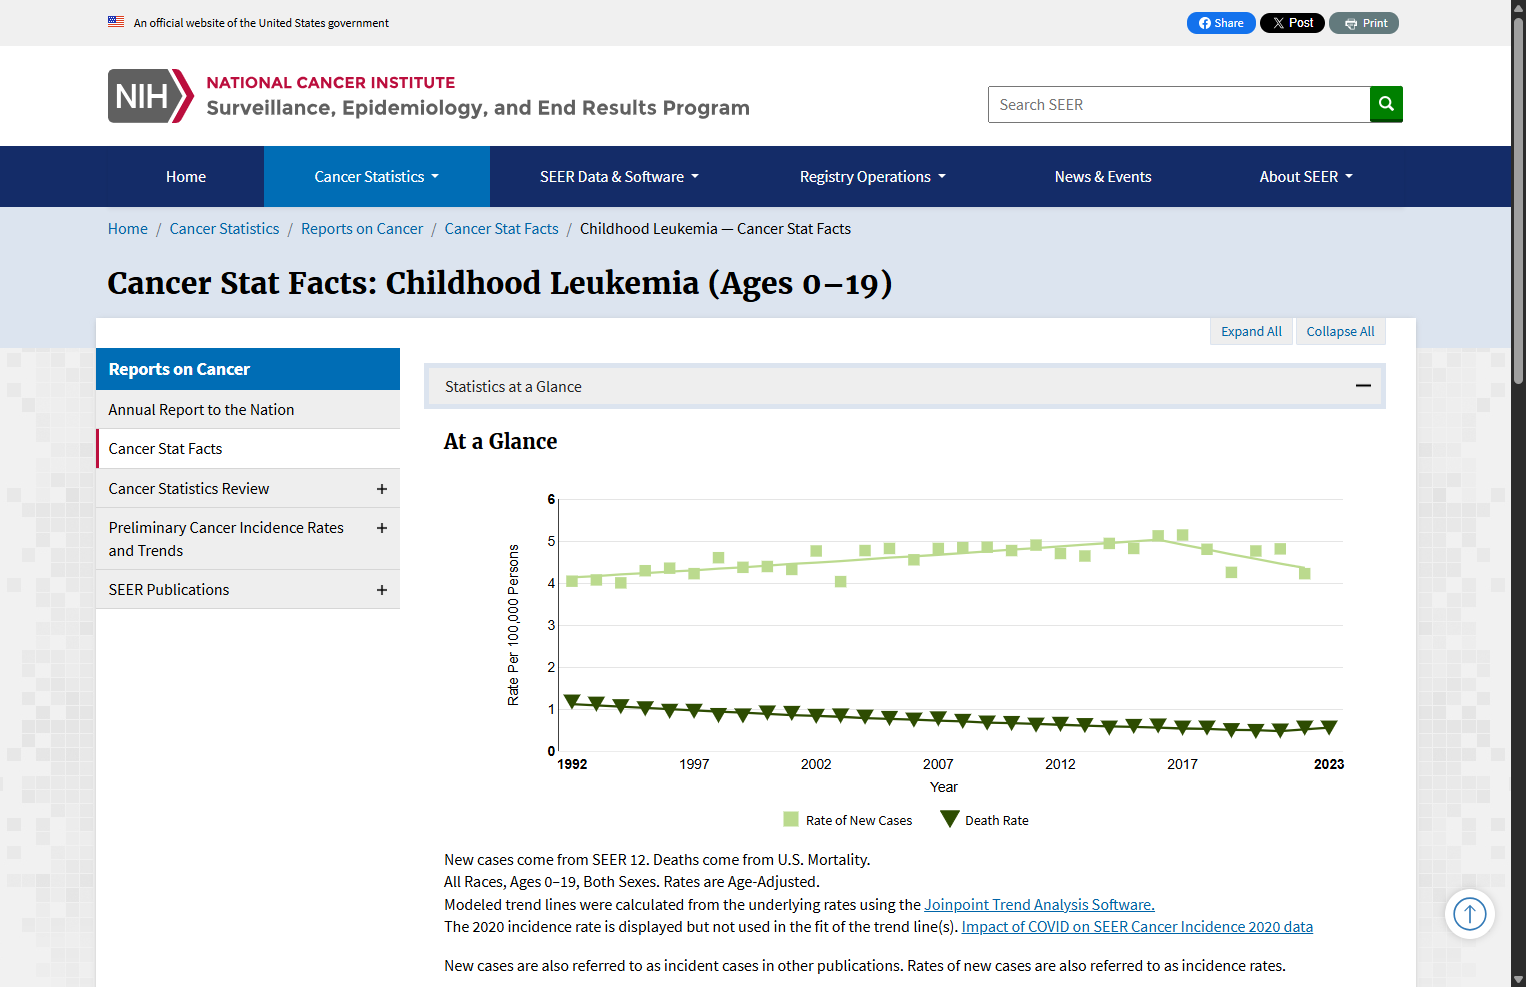 An official website of the United States government
Share
Post
Print
NIH
NATIONAL CANCER INSTITUTE
Surveillance, Epidemiology, and End Results Program
Search SEER
Home
Cancer Statistics
SEER Data & Software
Registry Operations
News & Events
About SEER
Home / Cancer Statistics / Reports on Cancer / Cancer Stat Facts / Childhood Leukemia — Cancer Stat Facts
Cancer Stat Facts: Childhood Leukemia (Ages 0–19)
Expand All
Collapse All
Reports on Cancer
Annual Report to the Nation
Cancer Stat Facts
Cancer Statistics Review +
Preliminary Cancer Incidence Rates +
and Trends
SEER Publications +
Statistics at a Glance
At a Glance
6
5
4
3
2
1
0
Rate Per 100,000 Persons
1992 1997 2002 2007 2012 2017 2023
Year
Rate of New Cases
Death Rate
New cases come from SEER 12. Deaths come from U.S. Mortality.
All Races, Ages 0–19, Both Sexes. Rates are Age-Adjusted.
Modeled trend lines were calculated from the underlying rates using the Joinpoint Trend Analysis Software.
The 2020 incidence rate is displayed but not used in the fit of the trend line(s). Impact of COVID on SEER Cancer Incidence 2020 data
New cases are also referred to as incident cases in other publications. Rates of new cases are also referred to as incidence rates.